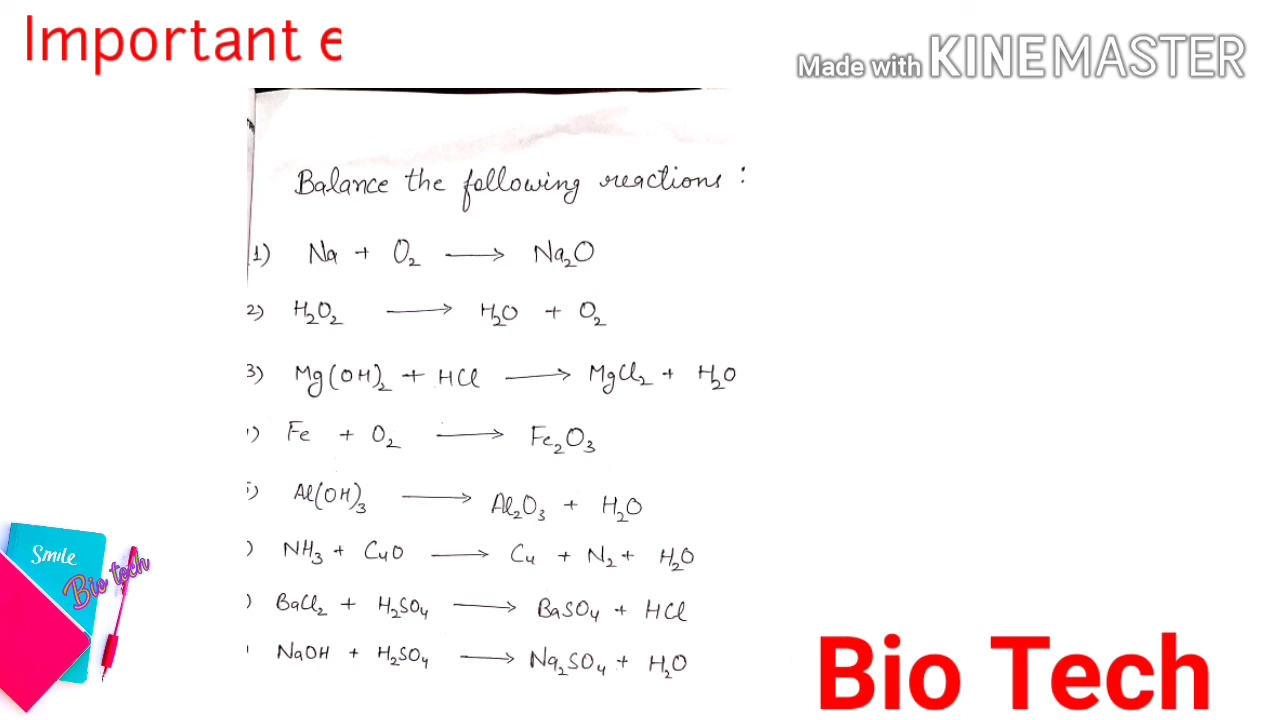 Important e
Made with KINEMASTER
Balance the following reactions :
1) Na + O₂ ⟶ Na₂O
2) H₂O₂ ⟶ H₂O + O₂
3) Mg(OH)₂ + HCl ⟶ MgCl₂ + H₂O
) Fe + O₂ ⟶ Fe₂O₃
) Al(OH)₃ ⟶ Al₂O₃ + H₂O
) NH₃ + CuO ⟶ Cu + N₂ + H₂O
) BaCl₂ + H₂SO₄ ⟶ BaSO₄ + HCl
NaOH + H₂SO₄ ⟶ Na₂SO₄ + H₂O
Smile
Bio tech
Bio Tech